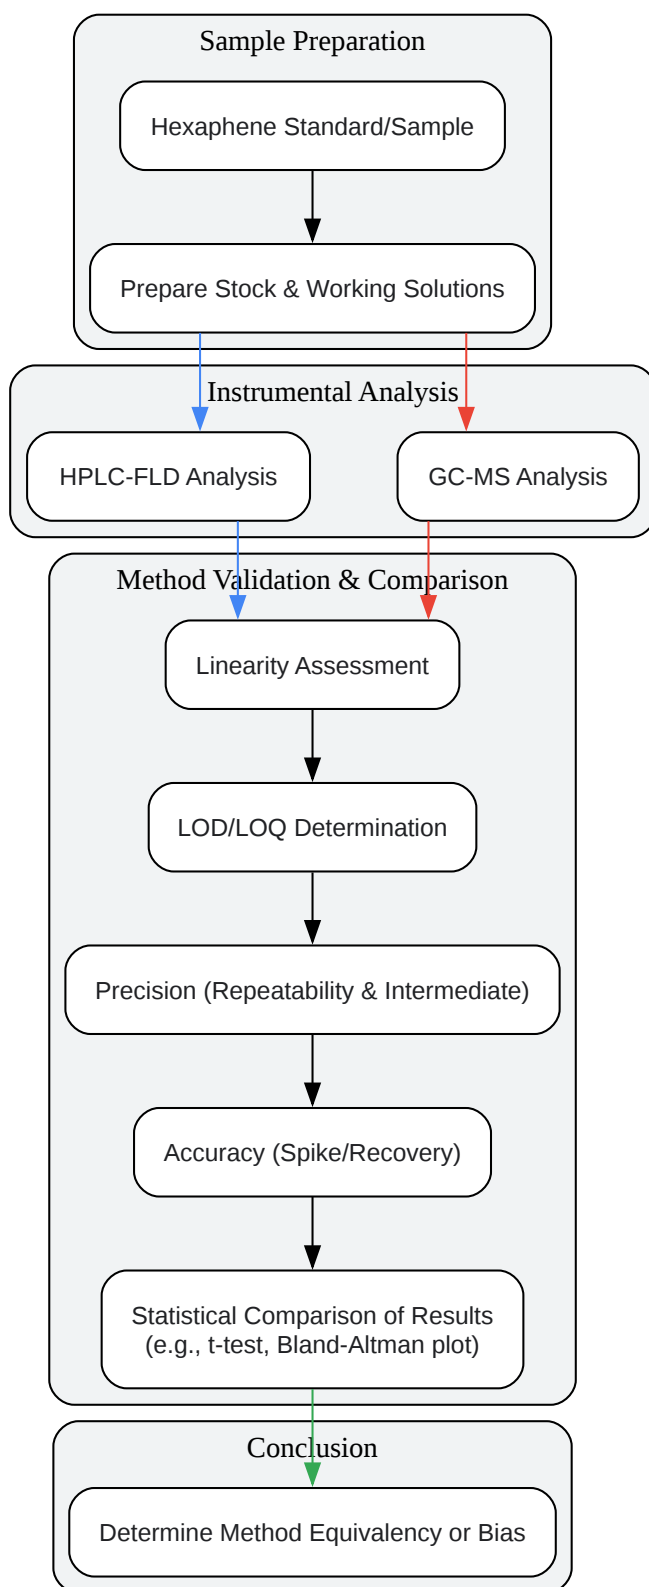 Sample Preparation
Hexaphene Standard/Sample
Prepare Stock & Working Solutions
Instrumental Analysis
HPLC-FLD Analysis
GC-MS Analysis
Method Validation & Comparison
Linearity Assessment
LOD/LOQ Determination
Precision (Repeatability & Intermediate)
Accuracy (Spike/Recovery)
Statistical Comparison of Results
(e.g., t-test, Bland-Altman plot)
Conclusion
Determine Method Equivalency or Bias